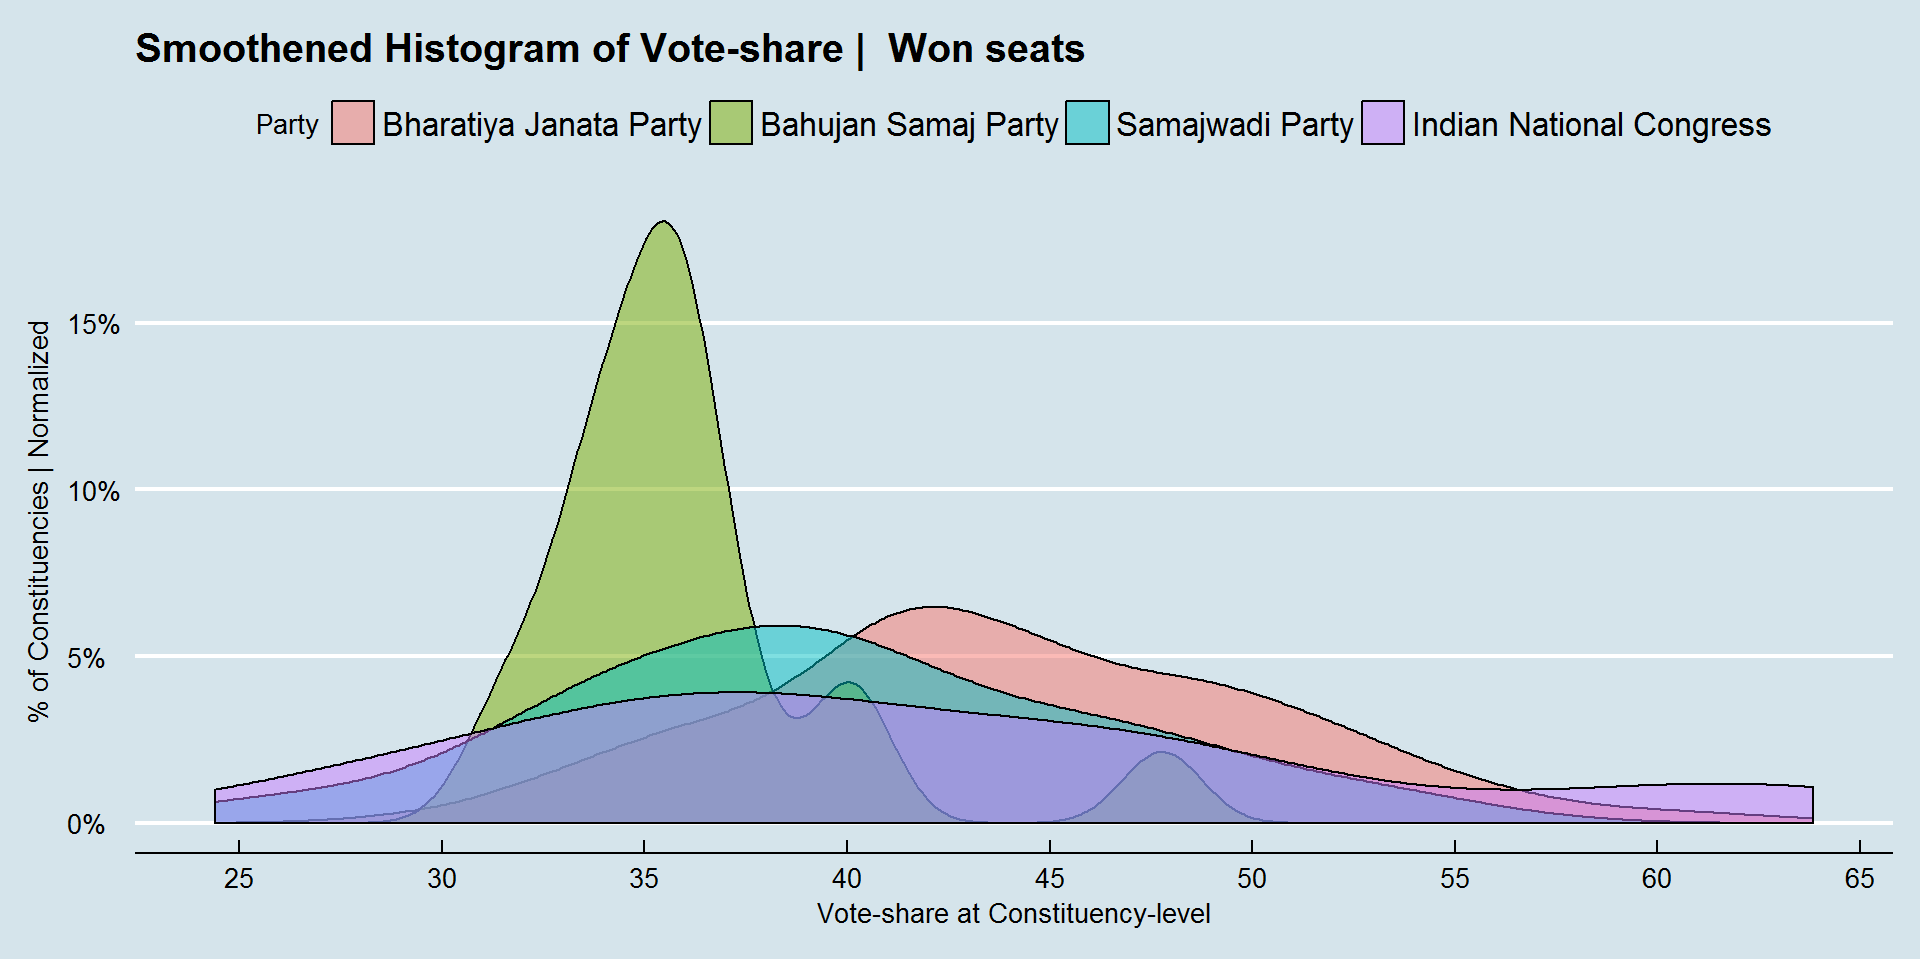 Smoothened Histogram of Vote-share |  Won seats
Party Bharatiya Janata Party Bahujan Samaj Party Samajwadi Party Indian National Congress
% of Constituencies | Normalized
15%
10%
5%
0%
25 30 35 40 45 50 55 60 65
Vote-share at Constituency-level